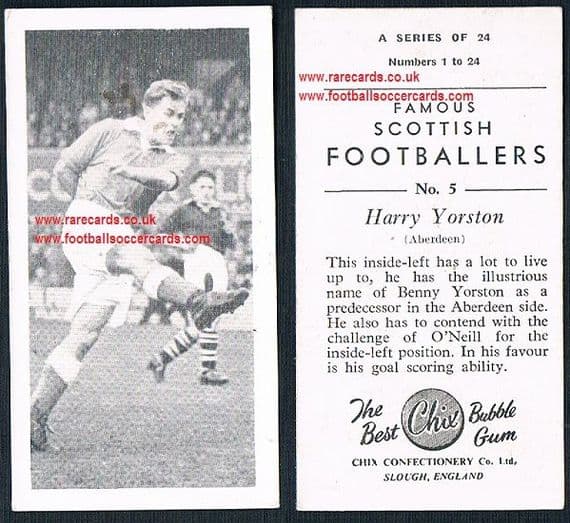 www.rarecards.co.uk
www.footballsoccercards.com
A SERIES OF 24
Numbers 1 to 24
www.rarecards.co.uk
www.footballsoccercards.com
FAMOUS
SCOTTISH
FOOTBALLERS
No. 5
Harry Yorston
(Aberdeen)
This inside-left has a lot to live
up to, he has the illustrious
name of Benny Yorston as a
predecessor in the Aberdeen side.
He also has to contend with the
challenge of O'Neill for the
inside-left position. In his favour
is his goal scoring ability.
The Best Chix Bubble Gum
CHIX CONFECTIONERY Co. Ltd,
SLOUGH, ENGLAND